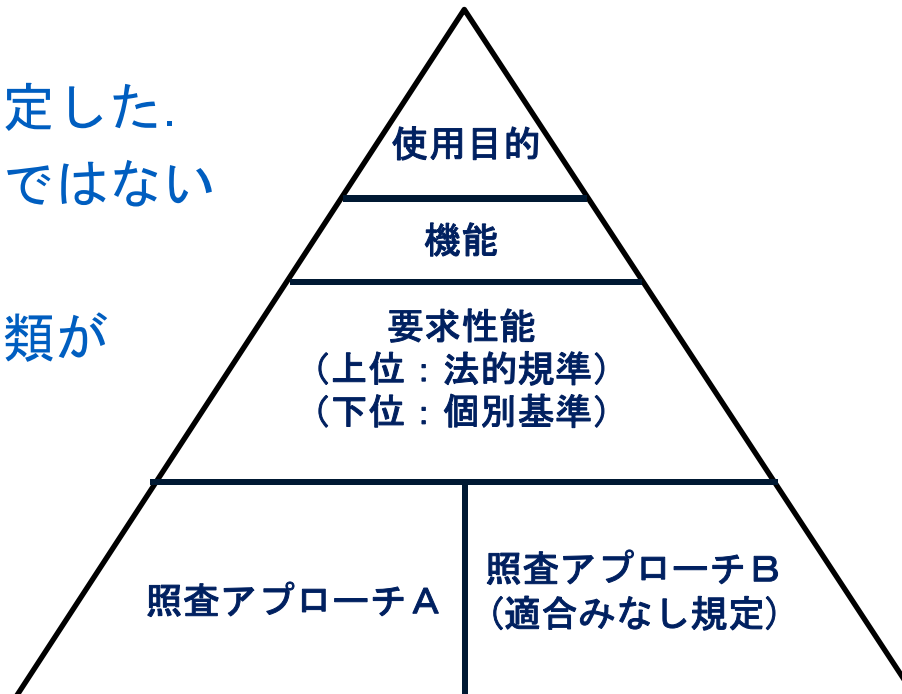 定した.
ではない
類が
使用目的
機能
要求性能
（上位：法的規準）
（下位：個別基準）
照査アプローチＡ
照査アプローチＢ
（適合みなし規定）